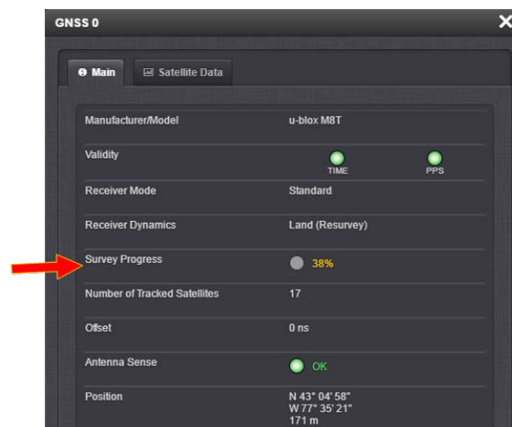 GNSS 0
Main Satellite Data
Manufacturer/Model u-blox M8T
Validity TIME PPS
Receiver Mode Standard
Receiver Dynamics Land (Resurvey)
Survey Progress 38%
Number of Tracked Satellites 17
Offset 0 ns
Antenna Sense OK
Position N 43° 04' 58"
W 77° 35' 21"
171 m